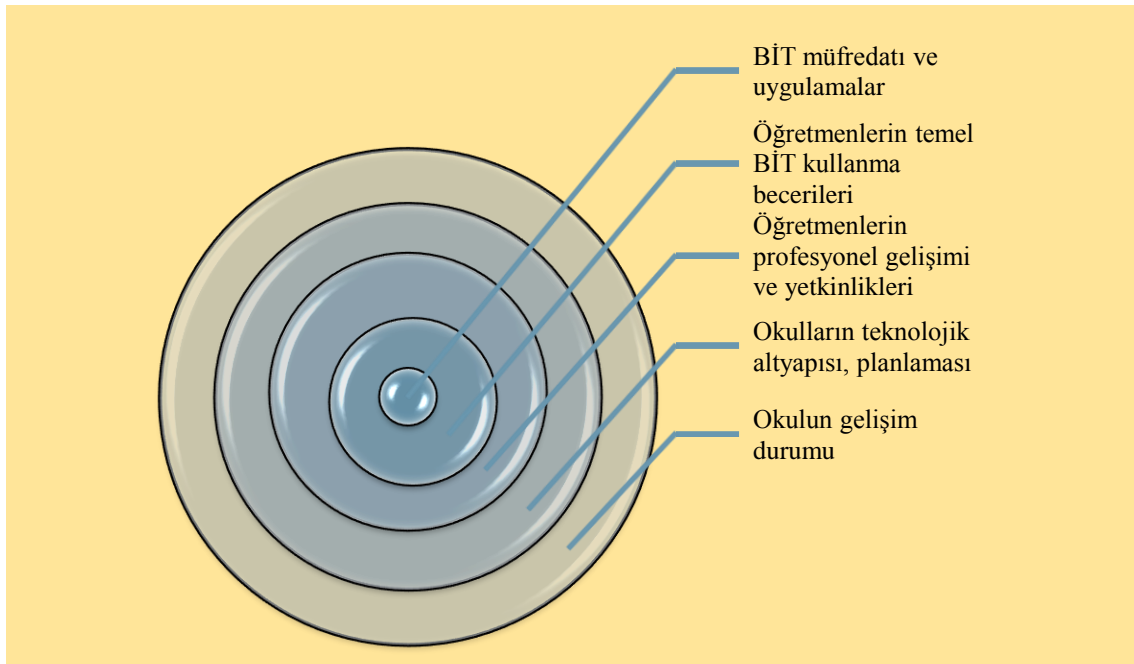 BİT müfredatı ve
uygulamalar
Öğretmenlerin temel
BİT kullanma
becerileri
Öğretmenlerin
profesyonel gelişimi
ve yetkinlikleri
Okulların teknolojik
altyapısı, planlaması
Okulun gelişim
durumu